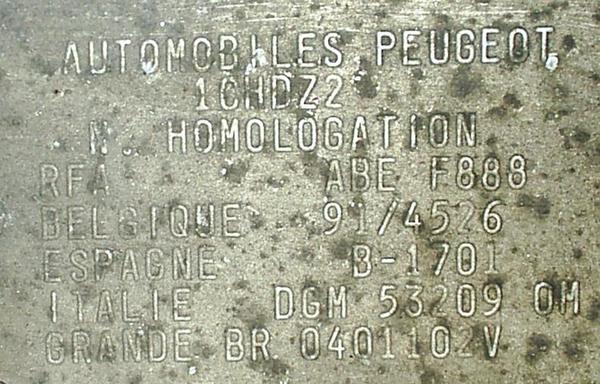 AUTOMOBILES PEUGEOT
1CHDZ2
N. HOMOLOGATION
RFA ABE F888
BELGIQUE 91/4526
ESPAGNE B-1701
ITALIE DGM 53209 OM
GRANDE BR 0401102V